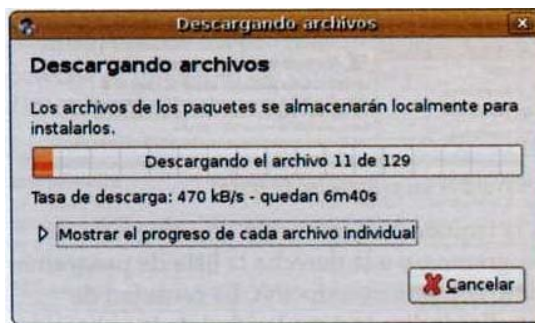 Descargando archivos
Descargando archivos
Los archivos de los paquetes se almacenarán localmente para
instalarlos.
Descargando el archivo 11 de 129
Tasa de descarga: 470 kB/s - quedan 6m40s
Mostrar el progreso de cada archivo individual
Cancelar